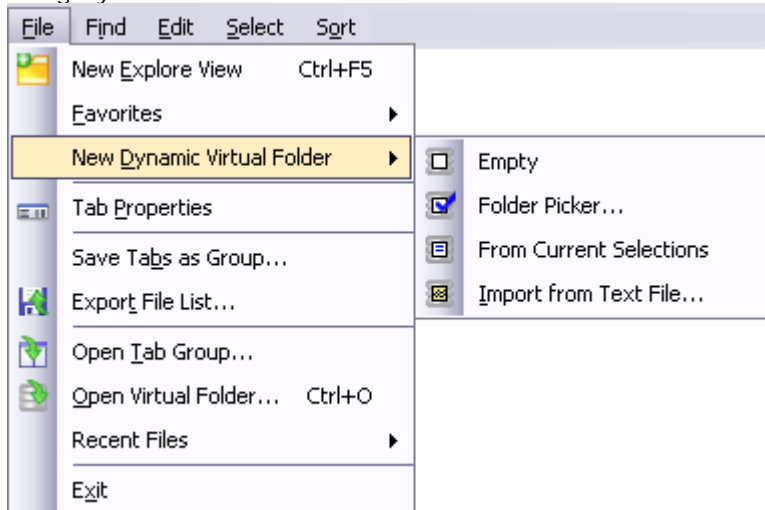 File Find Edit Select Sort
New Explore View Ctrl+F5
Favorites
New Dynamic Virtual Folder
Empty
Tab Properties
Folder Picker...
Save Tabs as Group...
From Current Selections
Export File List...
Import from Text File...
Open Tab Group...
Open Virtual Folder... Ctrl+O
Recent Files
Exit